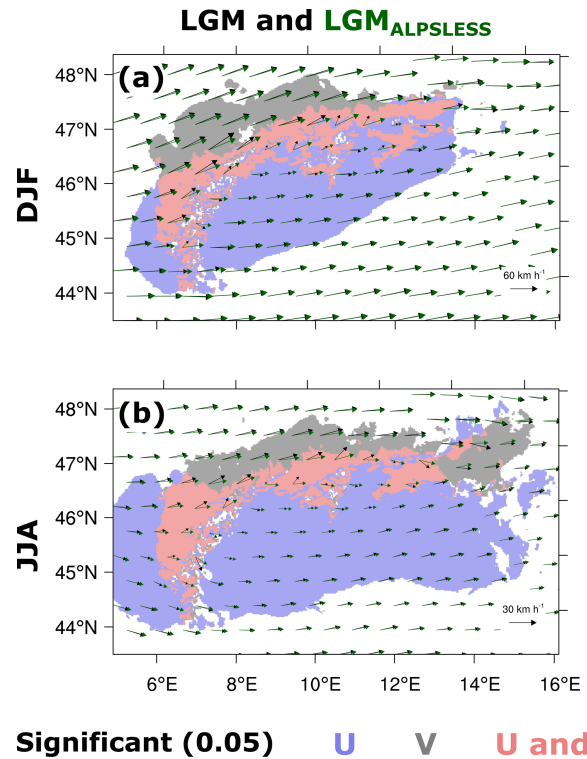 LGM and LGM_ALPSLESS
(a)
48°N
47°N
46°N
45°N
44°N
DJF
60 km h⁻¹
(b)
48°N
47°N
46°N
45°N
44°N
JJA
30 km h⁻¹
6°E 8°E 10°E 12°E 14°E 16°E
Significant (0.05) U V U and